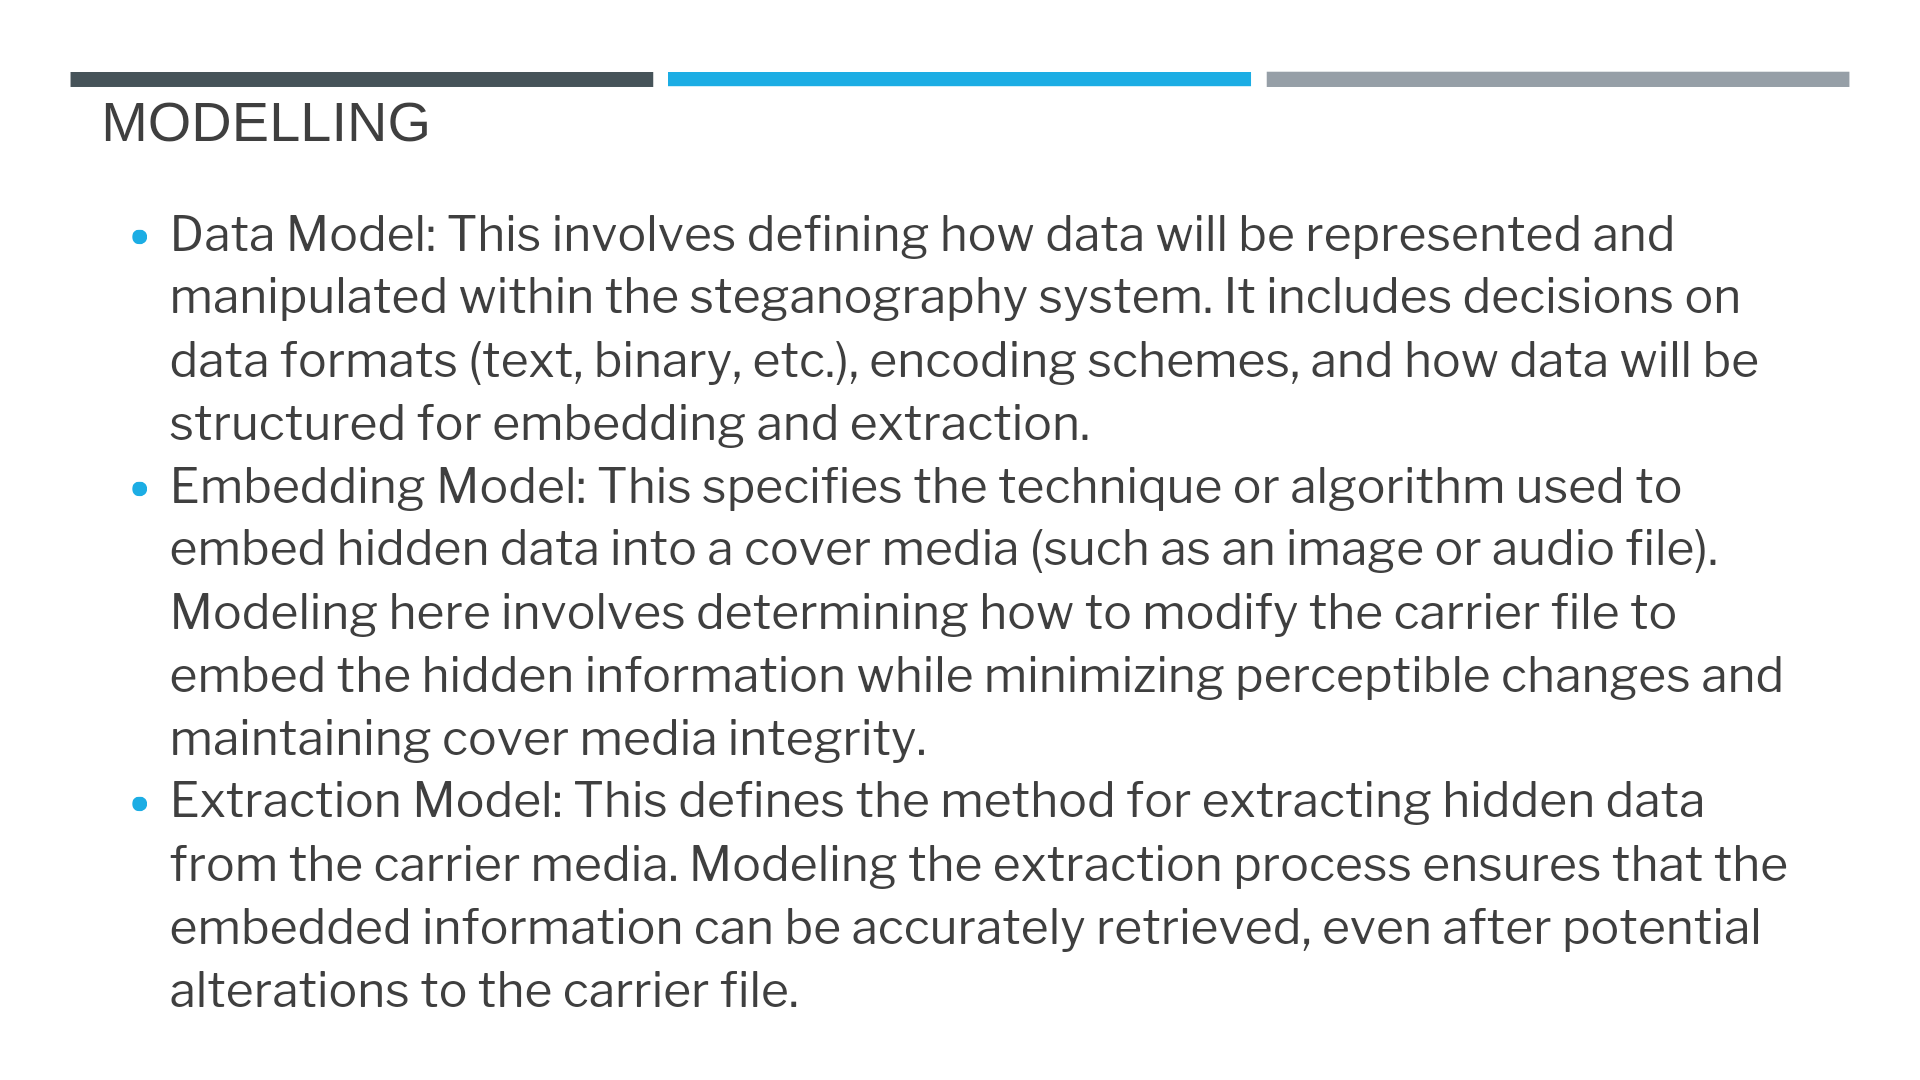 MODELLING
• Data Model: This involves defining how data will be represented and
manipulated within the steganography system. It includes decisions on
data formats (text, binary, etc.), encoding schemes, and how data will be
structured for embedding and extraction.
• Embedding Model: This specifies the technique or algorithm used to
embed hidden data into a cover media (such as an image or audio file).
Modeling here involves determining how to modify the carrier file to
embed the hidden information while minimizing perceptible changes and
maintaining cover media integrity.
• Extraction Model: This defines the method for extracting hidden data
from the carrier media. Modeling the extraction process ensures that the
embedded information can be accurately retrieved, even after potential
alterations to the carrier file.